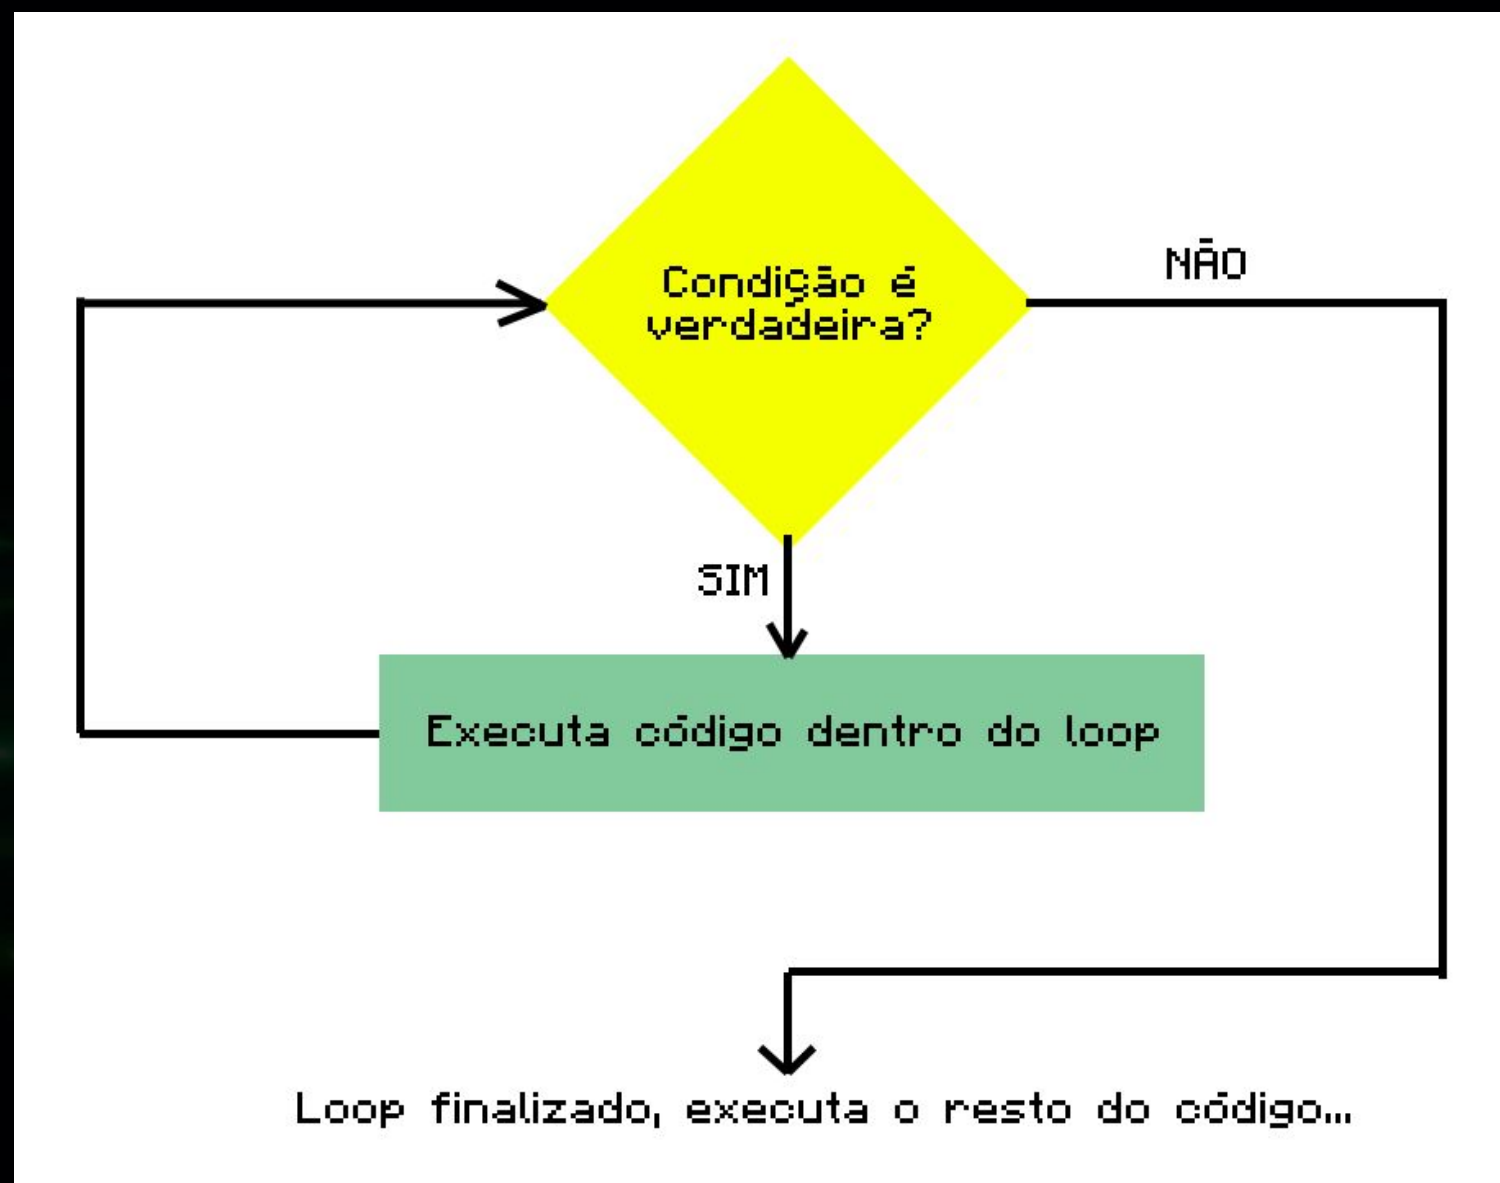 Condição é
verdadeira?
NÃO
SIM
Executa código dentro do loop
Loop finalizado, executa o resto do código...